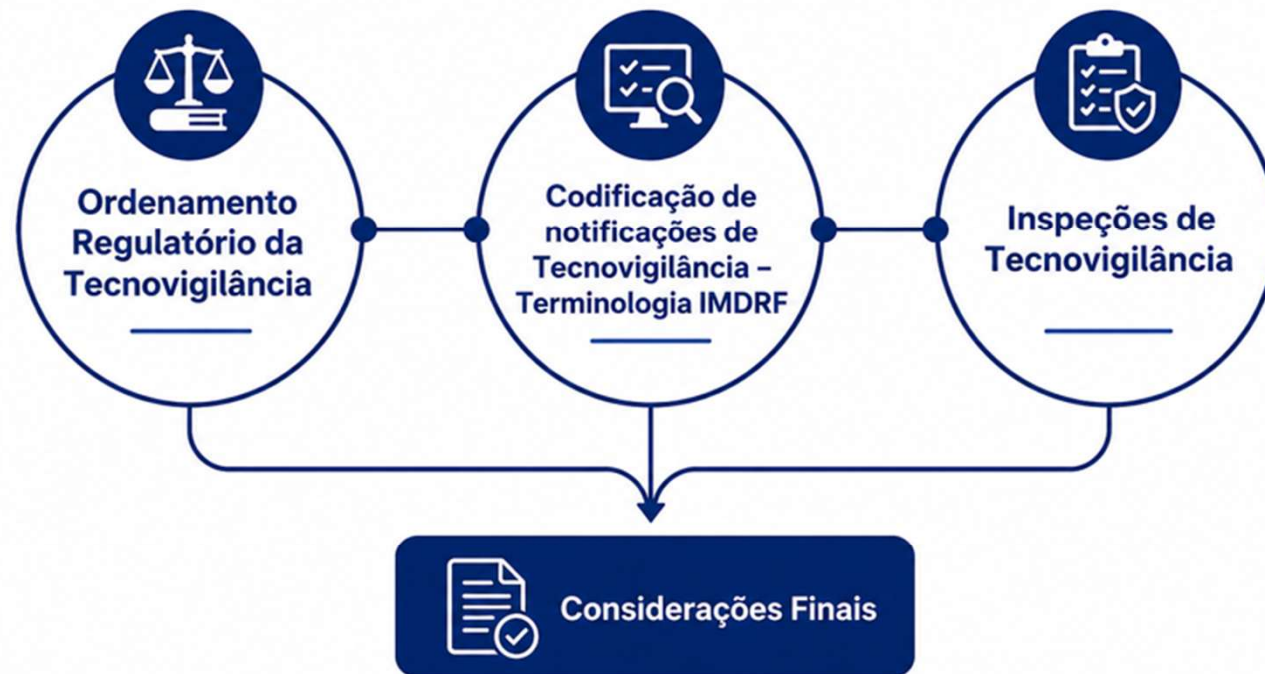 Ordenamento
Regulatório da
Tecnovigilância
Codificação de
notificações de
Tecnovigilância –
Terminologia IMDRF
Inspeções de
Tecnovigilância
Considerações Finais